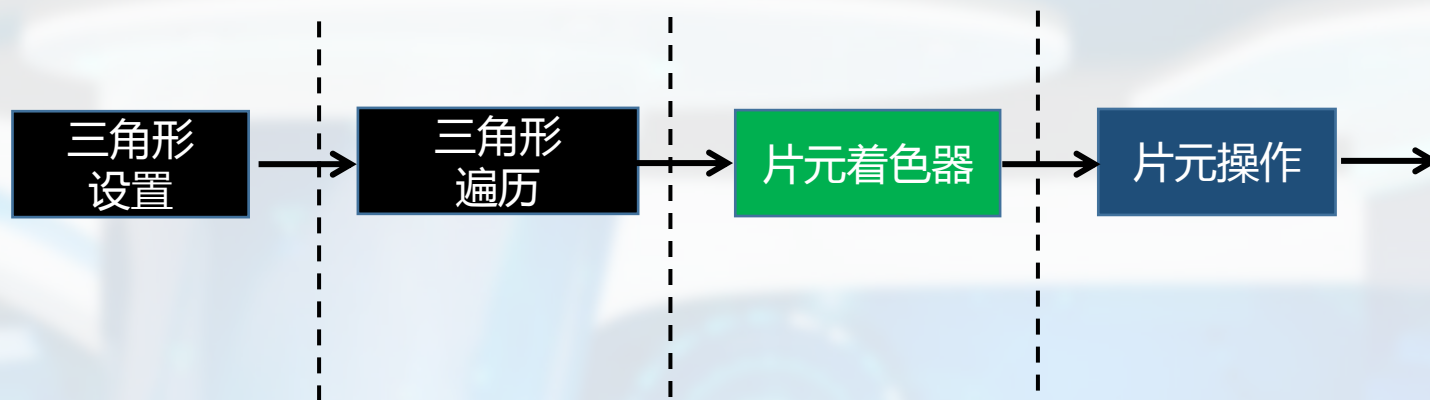 三角形
设置
三角形
遍历
片元着色器
片元操作